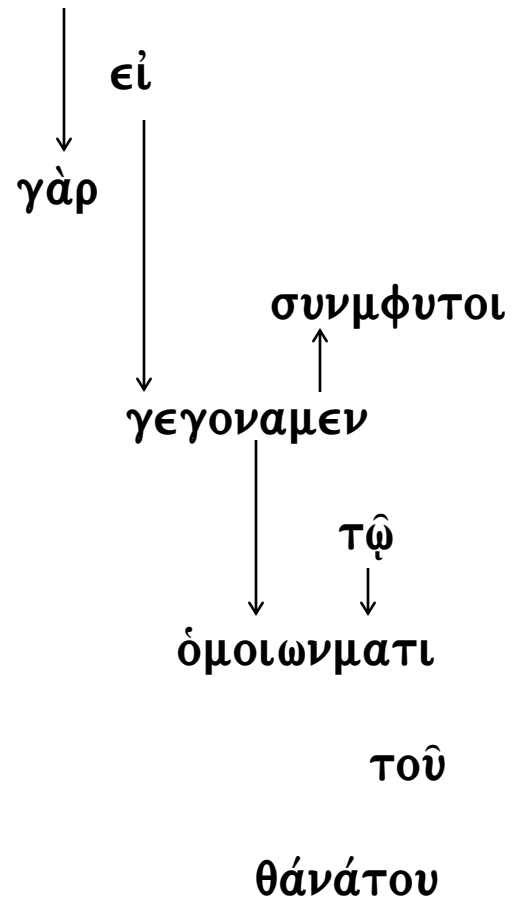 εἰ
γὰρ
συνμφυτοι
γεγοναμεν
τῷ
ὁμοιωνματι
τοῦ
θάνάτου